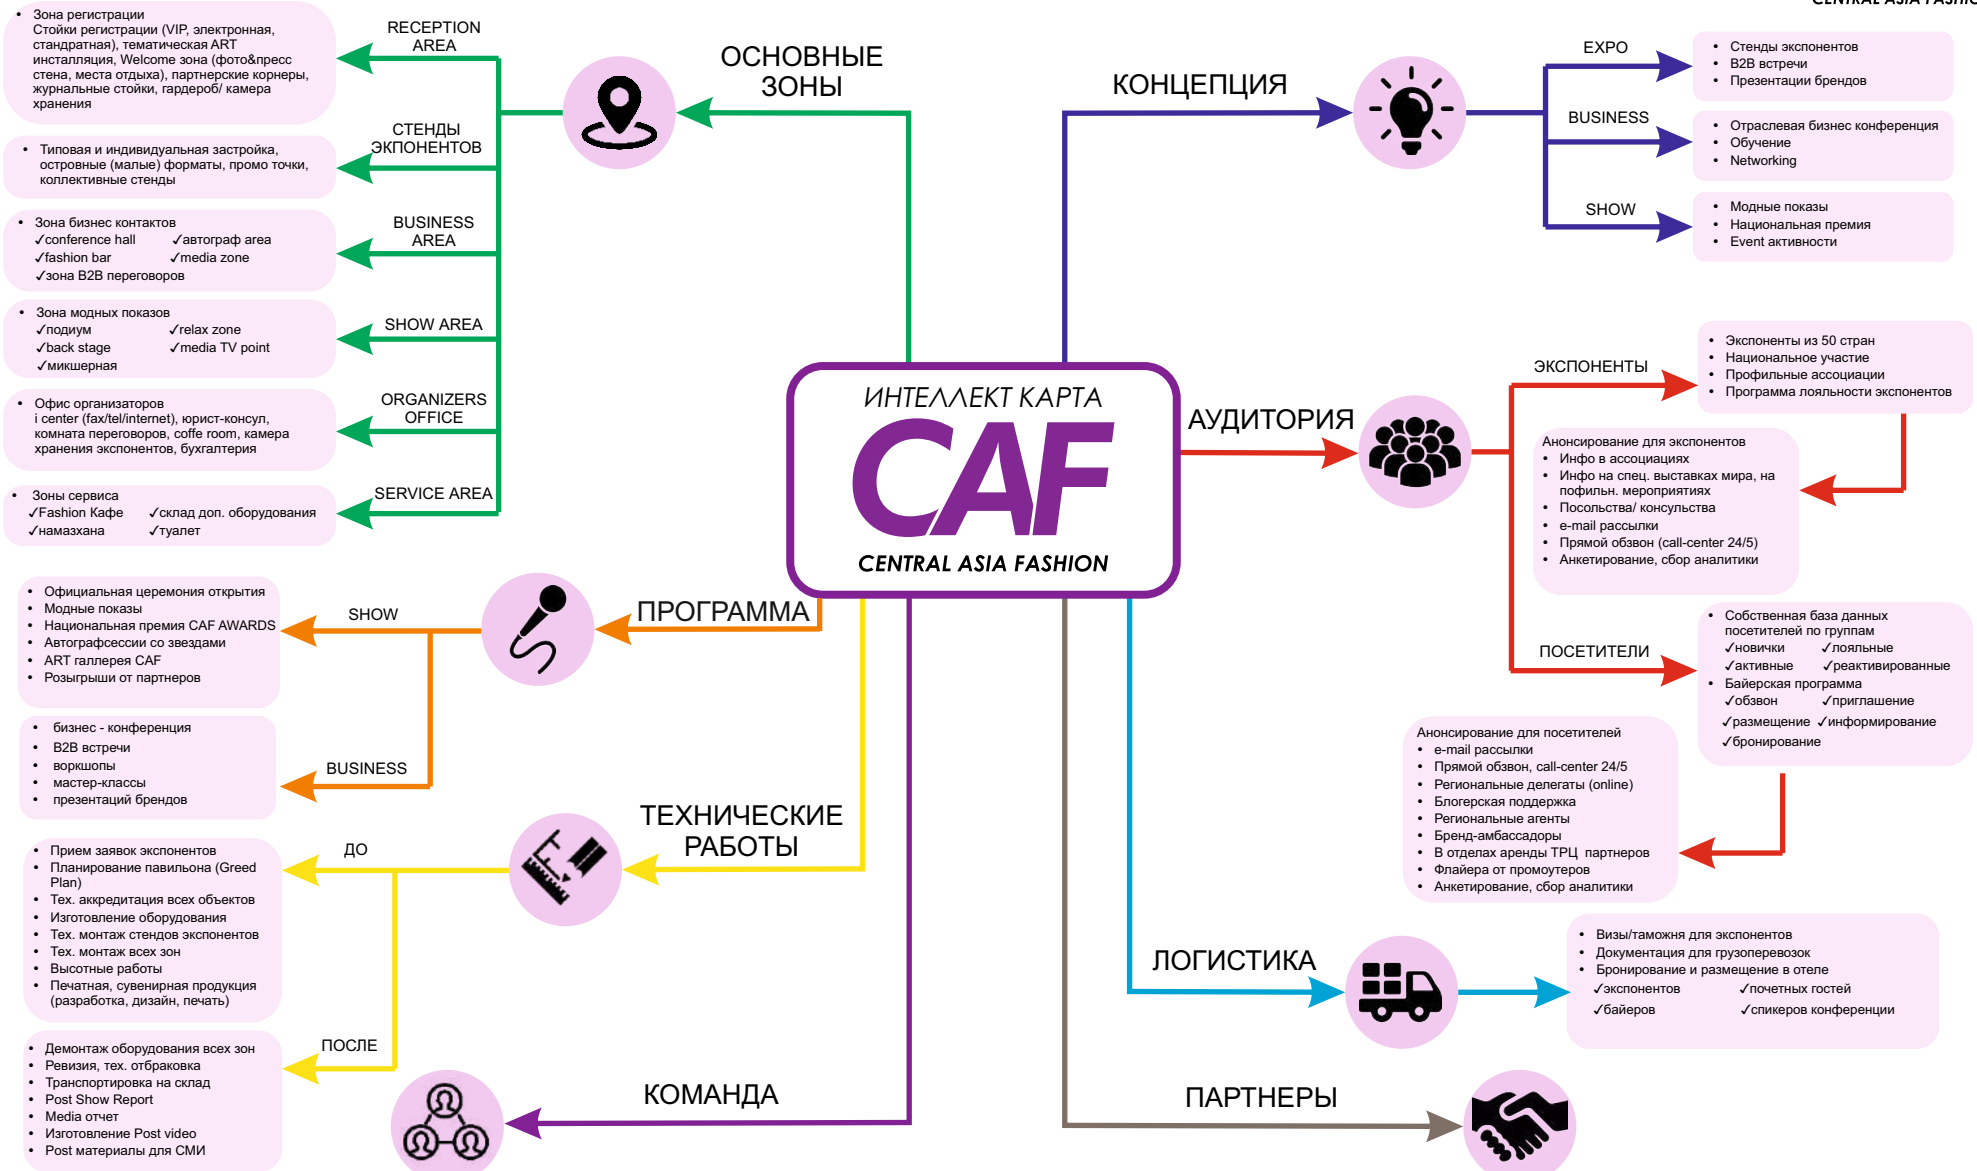 CENTRAL ASIA FASHIO
ОСНОВНЫЕ
ЗОНЫ
RECEPTION
AREA
• Зона регистрации
Стойки регистрации (VIP, электронная,
стандратная), тематическая ART
инсталляция, Welcome зона (фото&пресс
стена, места отдыха), партнерские корнеры,
журнальные стойки, гардероб/ камера
хранения
СТЕНДЫ
ЭКПОНЕНТОВ
• Типовая и индивидуальная застройка,
островные (малые) форматы, промо точки,
коллективные стенды
BUSINESS
AREA
• Зона бизнес контактов
✓conference hall ✓автограф area
✓fashion bar ✓media zone
✓зона B2B переговоров
SHOW AREA
• Зона модных показов
✓подиум ✓relax zone
✓back stage ✓media TV point
✓микшерная
ORGANIZERS
OFFICE
• Офис организаторов
i center (fax/tel/internet), юрист-консул,
комната переговоров, coffe room, камера
хранения экспонентов, бухгалтерия
SERVICE AREA
• Зоны сервиса
✓Fashion Кафе ✓склад доп. оборудования
✓намазхана ✓туалет
КОНЦЕПЦИЯ
EXPO
• Стенды экспонентов
• B2B встречи
• Презентации брендов
BUSINESS
• Отраслевая бизнес конференция
• Обучение
• Networking
SHOW
• Модные показы
• Национальная премия
• Event активности
ИНТЕЛЛЕКТ КАРТА
CAF
CENTRAL ASIA FASHION
АУДИТОРИЯ
ЭКСПОНЕНТЫ
• Экспоненты из 50 стран
• Национальное участие
• Профильные ассоциации
• Программа лояльности экспонентов
Анонсирование для экспонентов
• Инфо в ассоциациях
• Инфо на спец. выставках мира, на
пофильн. мероприятиях
• Посольства/ консульства
• e-mail рассылки
• Прямой обзвон (call-center 24/5)
• Анкетирование, сбор аналитики
ПОСЕТИТЕЛИ
• Собственная база данных
посетителей по группам
✓новички ✓лояльные
✓активные ✓реактивированные
• Байерская программа
✓обзвон ✓приглашение
✓размещение ✓информирование
✓бронирование
Анонсирование для посетителей
• e-mail рассылки
• Прямой обзвон, call-center 24/5
• Региональные делегаты (online)
• Блогерская поддержка
• Региональные агенты
• Бренд-амбассадоры
• В отделах аренды ТРЦ партнеров
• Флайера от промоутеров
• Анкетирование, сбор аналитики
ПРОГРАММА
SHOW
• Официальная церемония открытия
• Модные показы
• Национальная премия CAF AWARDS
• Автографсессии со звездами
• ART галлерея CAF
• Розыгрыши от партнеров
BUSINESS
• бизнес - конференция
• B2B встречи
• воркшопы
• мастер-классы
• презентаций брендов
ТЕХНИЧЕСКИЕ
РАБОТЫ
ДО
• Прием заявок экспонентов
• Планирование павильона (Greed
Plan)
• Тех. аккредитация всех объектов
• Изготовление оборудования
• Тех. монтаж стендов экспонентов
• Тех. монтаж всех зон
• Высотные работы
• Печатная, сувенирная продукция
(разработка, дизайн, печать)
ПОСЛЕ
• Демонтаж оборудования всех зон
• Ревизия, тех. отбраковка
• Транспортировка на склад
• Post Show Report
• Media отчет
• Изготовление Post video
• Post материалы для СМИ
КОМАНДА
ЛОГИСТИКА
• Визы/таможня для экспонентов
• Документация для грузоперевозок
• Бронирование и размещение в отеле
✓экспонентов ✓почетных гостей
✓байеров ✓спикеров конференции
ПАРТНЕРЫ